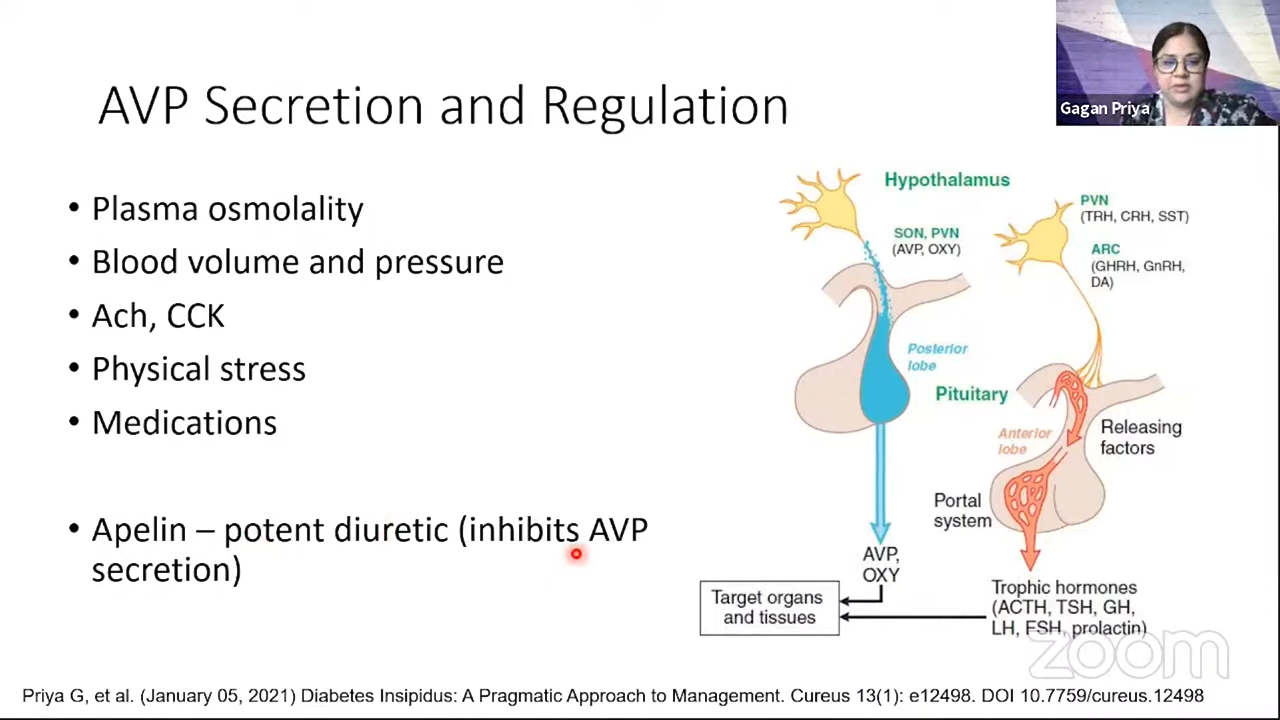 Gagan Priya
AVP Secretion and Regulation
• Plasma osmolality
• Blood volume and pressure
• Ach, CCK
• Physical stress
• Medications
• Apelin – potent diuretic (inhibits AVP
secretion)
Hypothalamus
SON, PVN
(AVP, OXY)
PVN
(TRH, CRH, SST)
ARC
(GHRH, GnRH,
DA)
Posterior
lobe
Pituitary
Anterior
lobe
Releasing
factors
Portal
system
AVP,
OXY
Target organs
and tissues
Trophic hormones
(ACTH, TSH, GH,
LH, FSH, prolactin)
zoom
Priya G, et al. (January 05, 2021) Diabetes Insipidus: A Pragmatic Approach to Management. Cureus 13(1): e12498. DOI 10.7759/cureus.12498